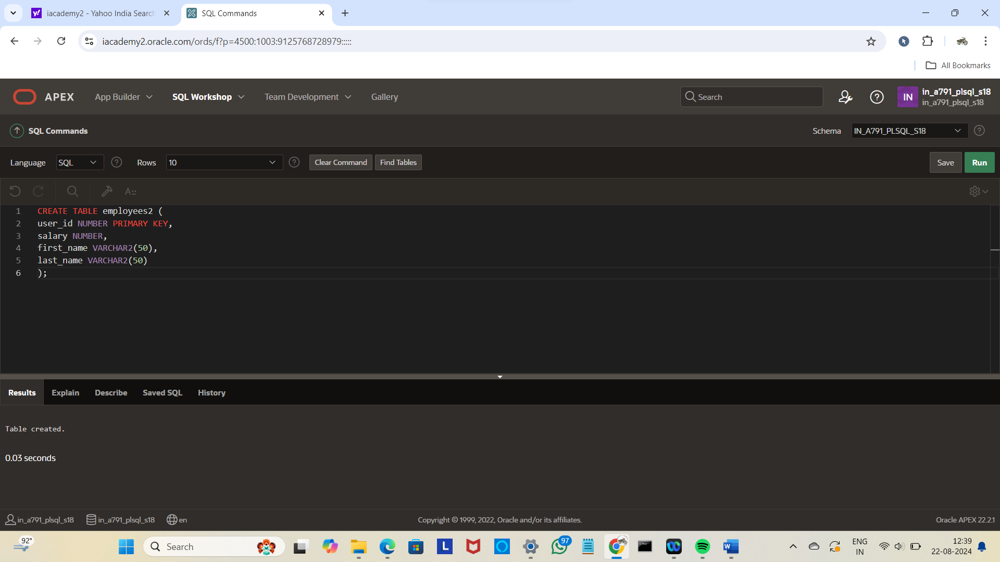 iacademy2 - Yahoo India Search
SQL Commands
iacademy2.oracle.com/ords/f?p=4500:1003:9125768728979:::::
All Bookmarks
APEX
App Builder
SQL Workshop
Team Development
Gallery
Search
IN
in_a791_plsql_s18
in_a791_plsql_s18
SQL Commands
Schema
IN_A791_PLSQL_S18
Language
SQL
Rows
10
Clear Command
Find Tables
Save
Run
1 CREATE TABLE employees2 (
2 user_id NUMBER PRIMARY KEY,
3 salary NUMBER,
4 first_name VARCHAR2(50),
5 last_name VARCHAR2(50)
6 );
Results
Explain
Describe
Saved SQL
History
Table created.
0.03 seconds
in_a791_plsql_s18
in_a791_plsql_s18
en
Copyright © 1999, 2022, Oracle and/or its affiliates.
Oracle APEX 22.2.1
92°
Search
L
97
W
ENG
IN
12:39
22-08-2024